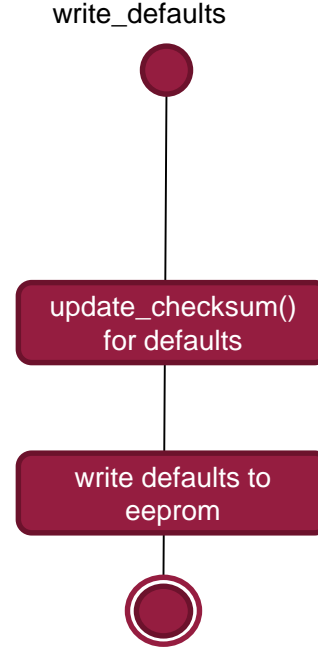 write_defaults
update_checksum()
for defaults
write defaults to
eeprom